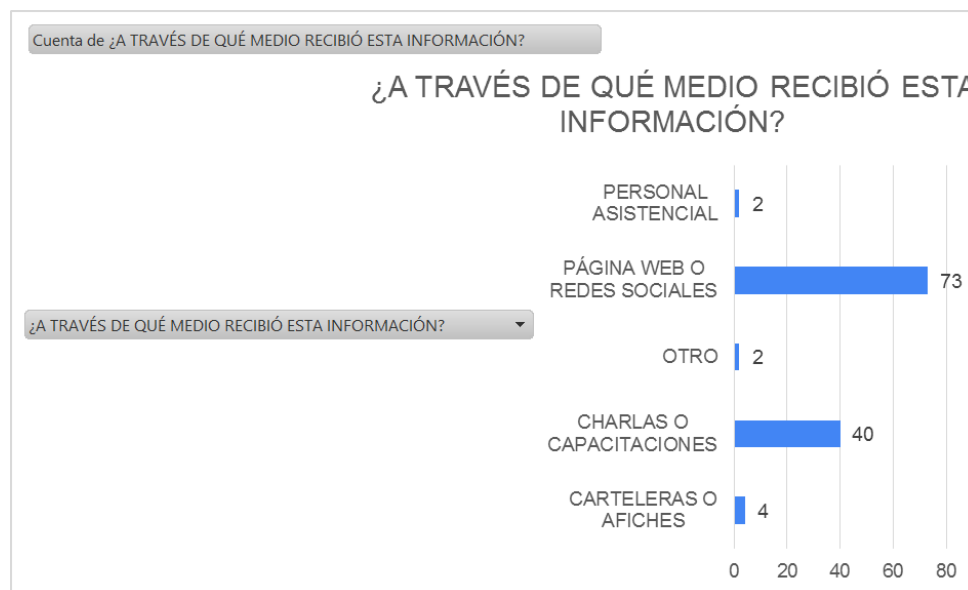 Cuenta de ¿A TRAVÉS DE QUÉ MEDIO RECIBIÓ ESTA INFORMACIÓN?
¿A TRAVÉS DE QUÉ MEDIO RECIBIÓ ESTA
INFORMACIÓN?
PERSONAL
ASISTENCIAL
2
PÁGINA WEB O
REDES SOCIALES
73
¿A TRAVÉS DE QUÉ MEDIO RECIBIÓ ESTA INFORMACIÓN?
OTRO
2
CHARLAS O
CAPACITACIONES
40
CARTELERAS O
AFICHES
4
0 20 40 60 80